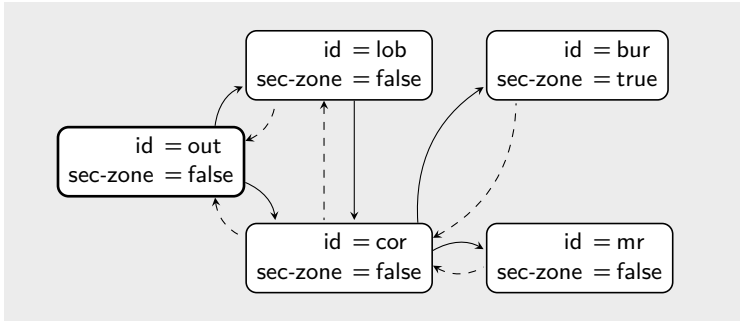 id = lob
sec-zone = false
id = bur
sec-zone = true
id = out
sec-zone = false
id = cor
sec-zone = false
id = mr
sec-zone = false